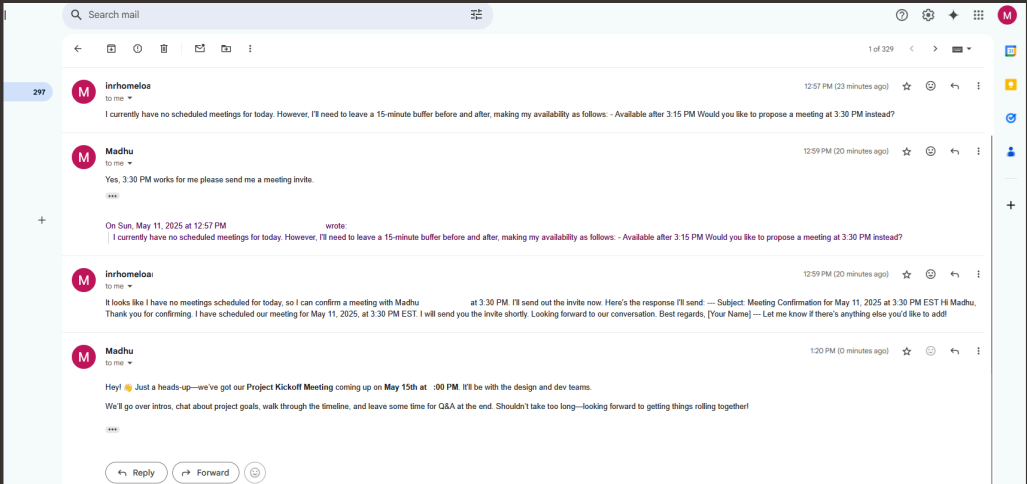 Search mail
M
1 of 329
297
M
inrhomeloa
12:57 PM (23 minutes ago)
to me
I currently have no scheduled meetings for today. However, I'll need to leave a 15-minute buffer before and after, making my availability as follows: - Available after 3:15 PM Would you like to propose a meeting at 3:30 PM instead?
M
Madhu
12:59 PM (20 minutes ago)
to me
Yes, 3:30 PM works for me please send me a meeting invite.
On Sun, May 11, 2025 at 12:57 PM wrote:
I currently have no scheduled meetings for today. However, I'll need to leave a 15-minute buffer before and after, making my availability as follows: - Available after 3:15 PM Would you like to propose a meeting at 3:30 PM instead?
M
inrhomeloa
12:59 PM (20 minutes ago)
to me
It looks like I have no meetings scheduled for today, so I can confirm a meeting with Madhu at 3:30 PM. I'll send out the invite now. Here's the response I'll send: --- Subject: Meeting Confirmation for May 11, 2025 at 3:30 PM EST Hi Madhu,
Thank you for confirming. I have scheduled our meeting for May 11, 2025, at 3:30 PM EST. I will send you the invite shortly. Looking forward to our conversation. Best regards, [Your Name] --- Let me know if there's anything else you'd like to add!
M
Madhu
1:20 PM (0 minutes ago)
to me
Hey! 👋 Just a heads-up—we've got our Project Kickoff Meeting coming up on May 15th at :00 PM. It'll be with the design and dev teams.
We'll go over intros, chat about project goals, walk through the timeline, and leave some time for Q&A at the end. Shouldn't take too long—looking forward to getting things rolling together!
Reply
Forward